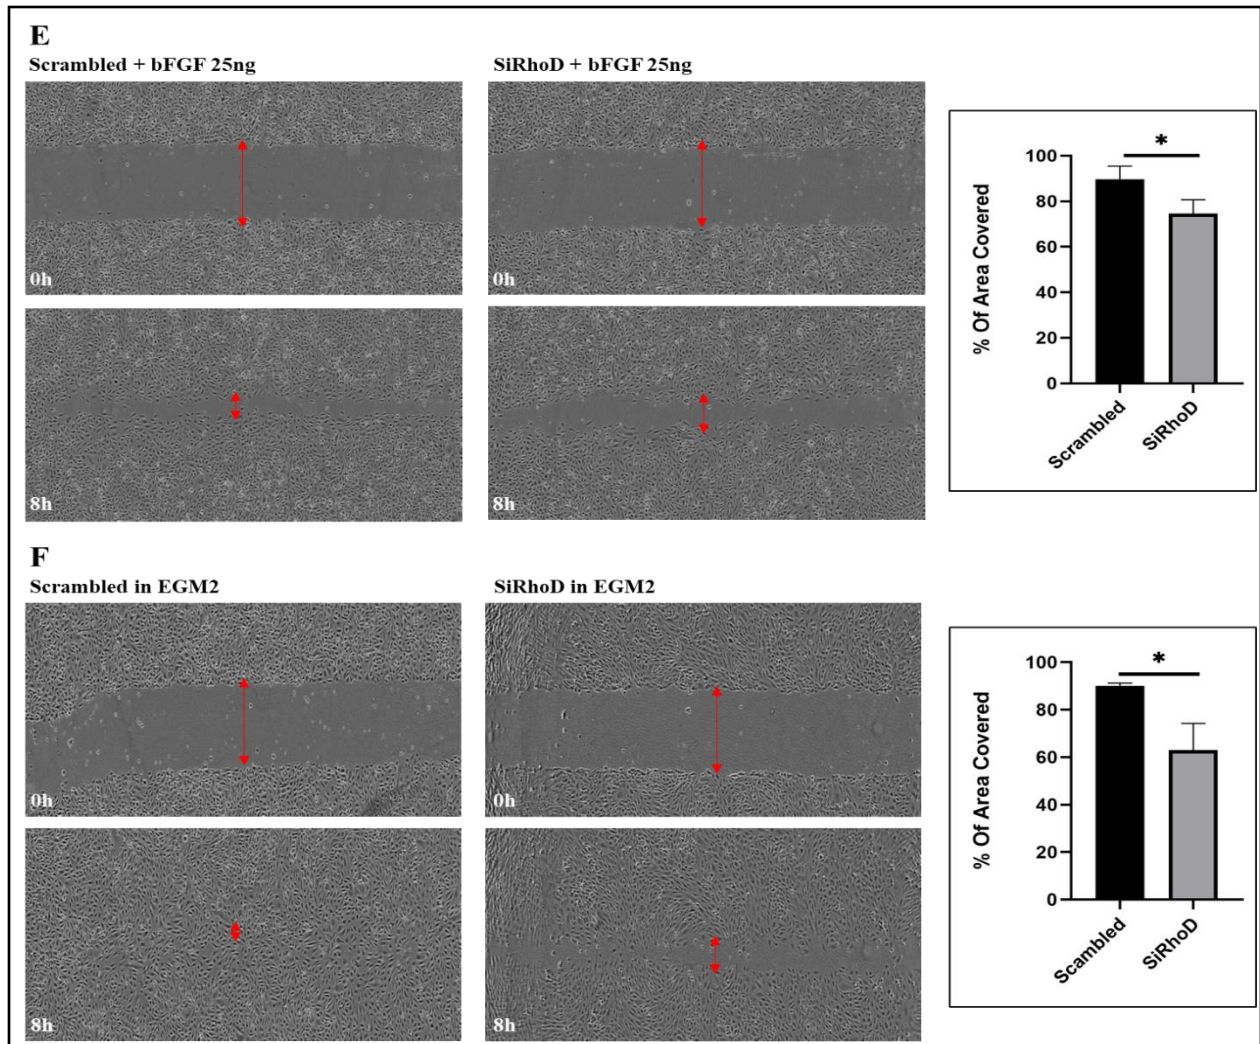 E
Scrambled + bFGF 25ng
SiRhoD + bFGF 25ng
0h
0h
8h
8h
% Of Area Covered
100
80
60
40
20
0
*
Scrambled
SiRhoD
F
Scrambled in EGM2
SiRhoD in EGM2
0h
0h
8h
8h
% Of Area Covered
100
80
60
40
20
0
*
Scambled
SiRhoD